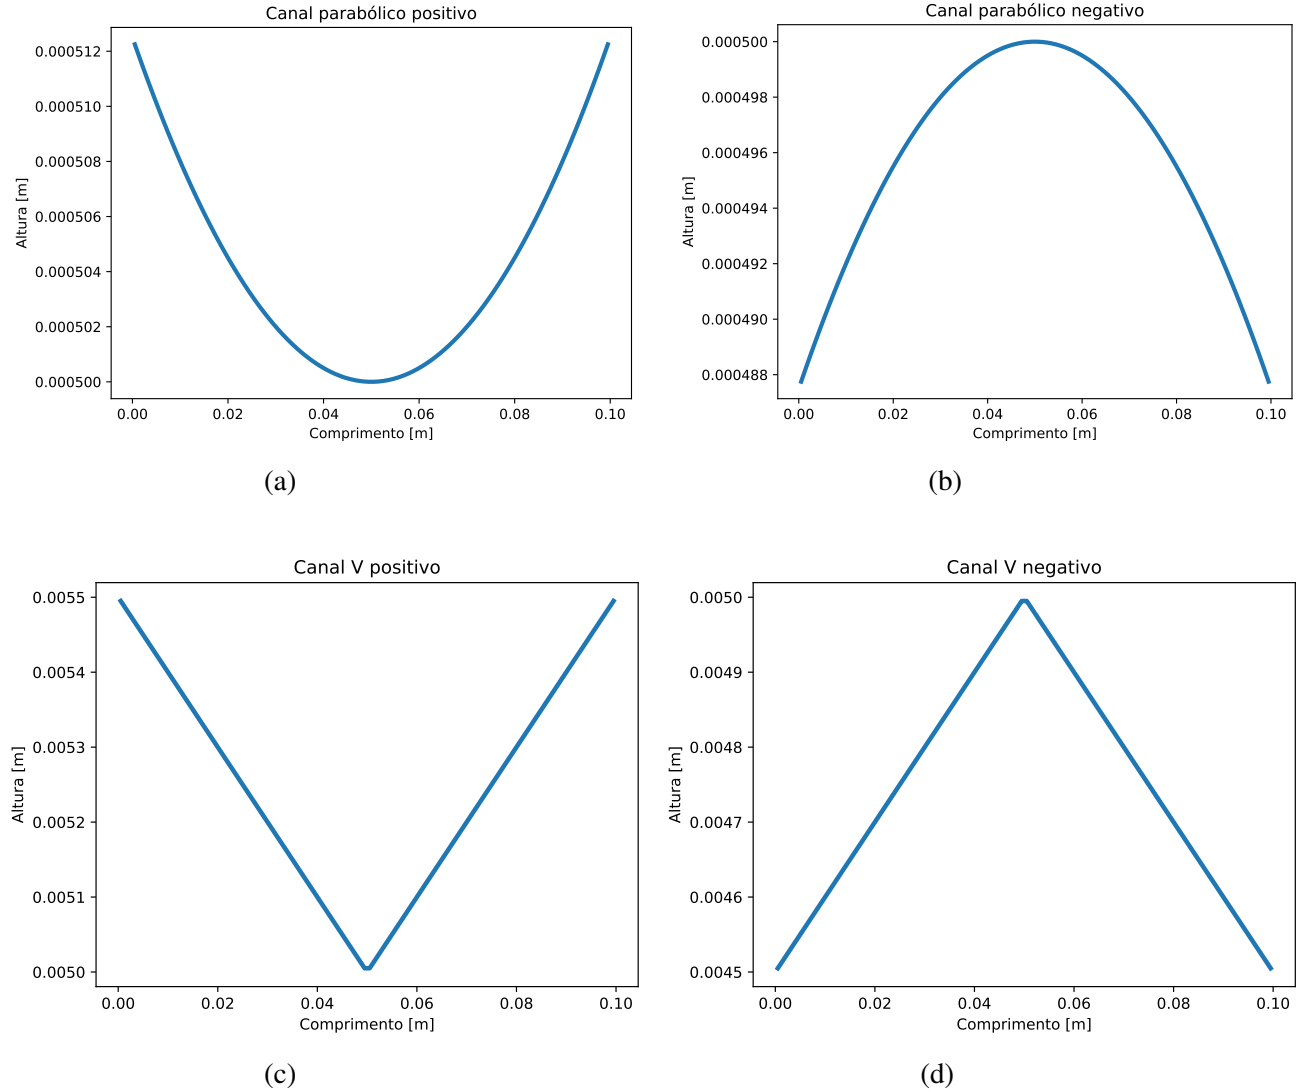 Canal parabólico positivo
0.000512
0.000510
0.000508
0.000506
0.000504
0.000502
0.000500
Altura [m]
0.00 0.02 0.04 0.06 0.08 0.10
Comprimento [m]
(a)
Canal parabólico negativo
0.000500
0.000498
0.000496
0.000494
0.000492
0.000490
0.000488
Altura [m]
0.00 0.02 0.04 0.06 0.08 0.10
Comprimento [m]
(b)
Canal V positivo
0.0055
0.0054
0.0053
0.0052
0.0051
0.0050
Altura [m]
0.00 0.02 0.04 0.06 0.08 0.10
Comprimento [m]
(c)
Canal V negativo
0.0050
0.0049
0.0048
0.0047
0.0046
0.0045
Altura [m]
0.00 0.02 0.04 0.06 0.08 0.10
Comprimento [m]
(d)